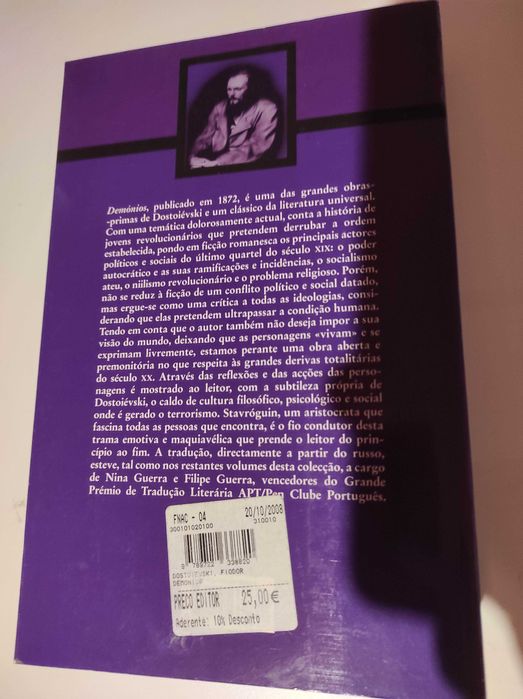 Demónios, publicado em 1872, é uma das grandes obras-
-primas de Dostoiévski e um clássico da literatura universal.
Com uma temática dolorosamente actual, conta a história de
jovens revolucionários que pretendem derrubar a ordem
estabelecida, pondo em ficção romanesca os principais actores
políticos e sociais do último quartel do século XIX: o poder
autocrático e as suas ramificações e incidências, o socialismo
ateu, o niilismo revolucionário e o problema religioso. Porém,
não se reduz à ficção de um conflito político e social datado,
mas ergue-se como uma crítica a todas as ideologias, consi-
derando que elas pretendem ultrapassar a condição humana.
Tendo em conta que o autor também não deseja impor a sua
visão do mundo, deixando que as personagens «vivam» e se
exprimam livremente, estamos perante uma obra aberta e
premonitória no que respeita às grandes derivas totalitárias
do século XX. Através das reflexões e das acções das perso-
nagens é mostrado ao leitor, com a subtileza própria de
Dostoiévski, o caldo de cultura filosófico, psicológico e social
onde é gerado o terrorismo. Stavróguin, um aristocrata que
fascina todas as pessoas que encontra, é o fio condutor desta
trama emotiva e maquiavélica que prende o leitor do prin-
cípio ao fim. A tradução, directamente a partir do russo,
esteve, tal como nos restantes volumes desta colecção, a cargo
de Nina Guerra e Filipe Guerra, vencedores do Grande
Prémio de Tradução Literária APT/Pen Clube Português.
FNAC - 04 20/10/2008
300101020100 310010
9 789722 338820
DOSTOIEVSKI, FIODOR
DEMONIOS
PRECO EDITOR 25,00€
Aderente: 10% Desconto